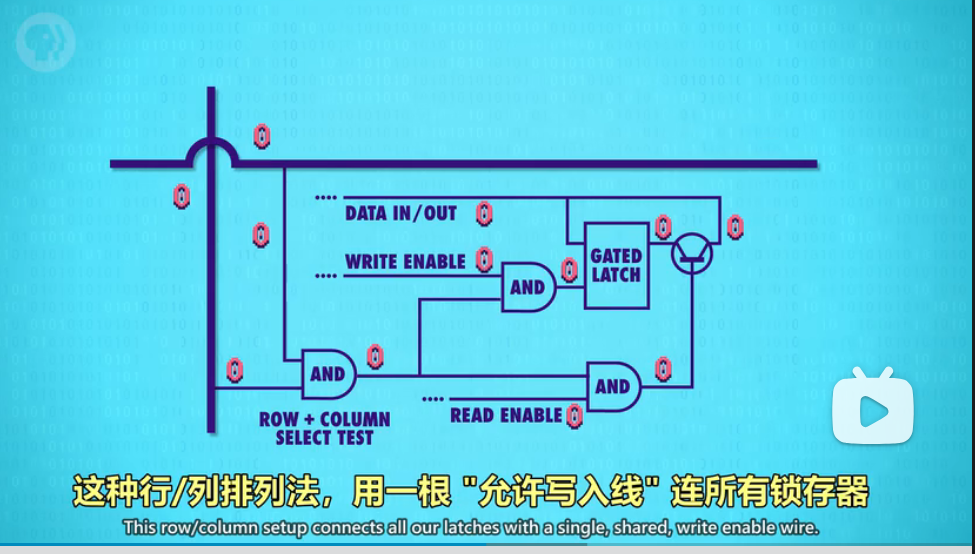 0
0
0
DATA IN/OUT 0
0
0
WRITE ENABLE 0
0
GATED
LATCH
AND
0
0
AND
0
AND
READ ENABLE 0
ROW + COLUMN
SELECT TEST
这种行/列排列法，用一根 "允许写入线" 连所有锁存器
This row/column setup connects all our latches with a single, shared, write enable wire.